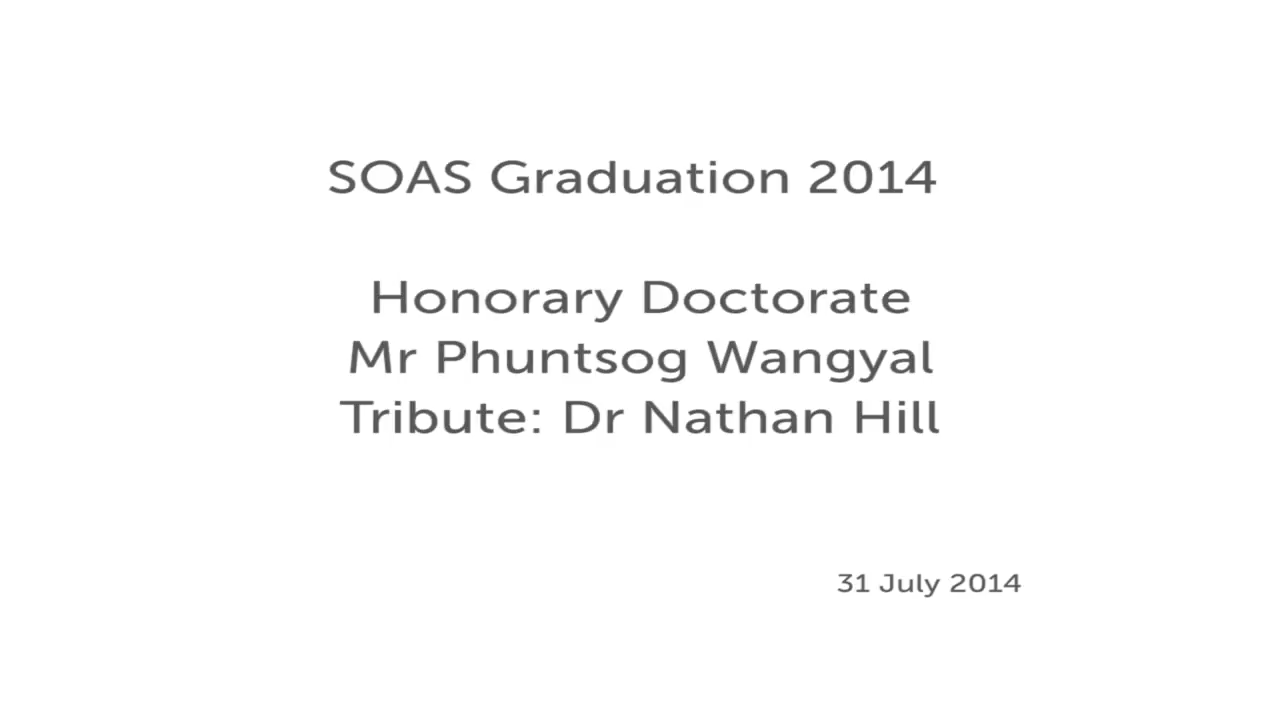 SOAS Graduation 2014
Honorary Doctorate
Mr Phuntsog Wangyal
Tribute: Dr Nathan Hill
31 July 2014